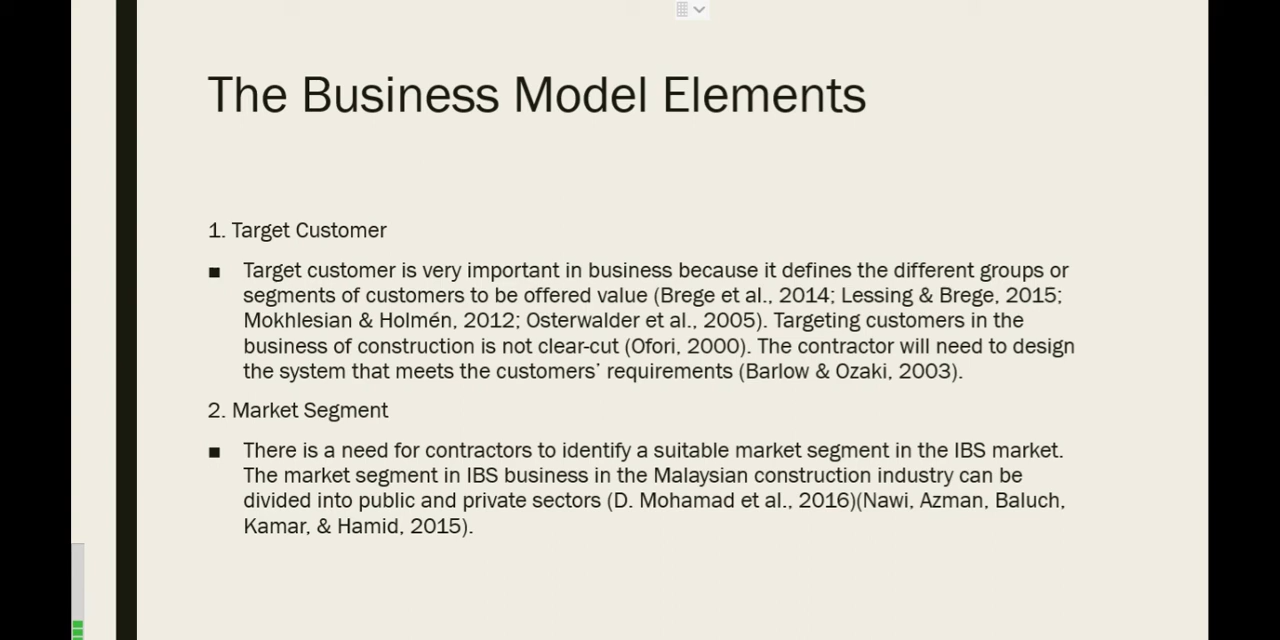 The Business Model Elements
1. Target Customer
■ Target customer is very important in business because it defines the different groups or
segments of customers to be offered value (Brege et al., 2014; Lessing & Brege, 2015;
Mokhlesian & Holmén, 2012; Osterwalder et al., 2005). Targeting customers in the
business of construction is not clear-cut (Ofori, 2000). The contractor will need to design
the system that meets the customers’ requirements (Barlow & Ozaki, 2003).
2. Market Segment
■ There is a need for contractors to identify a suitable market segment in the IBS market.
The market segment in IBS business in the Malaysian construction industry can be
divided into public and private sectors (D. Mohamad et al., 2016)(Nawi, Azman, Baluch,
Kamar, & Hamid, 2015).